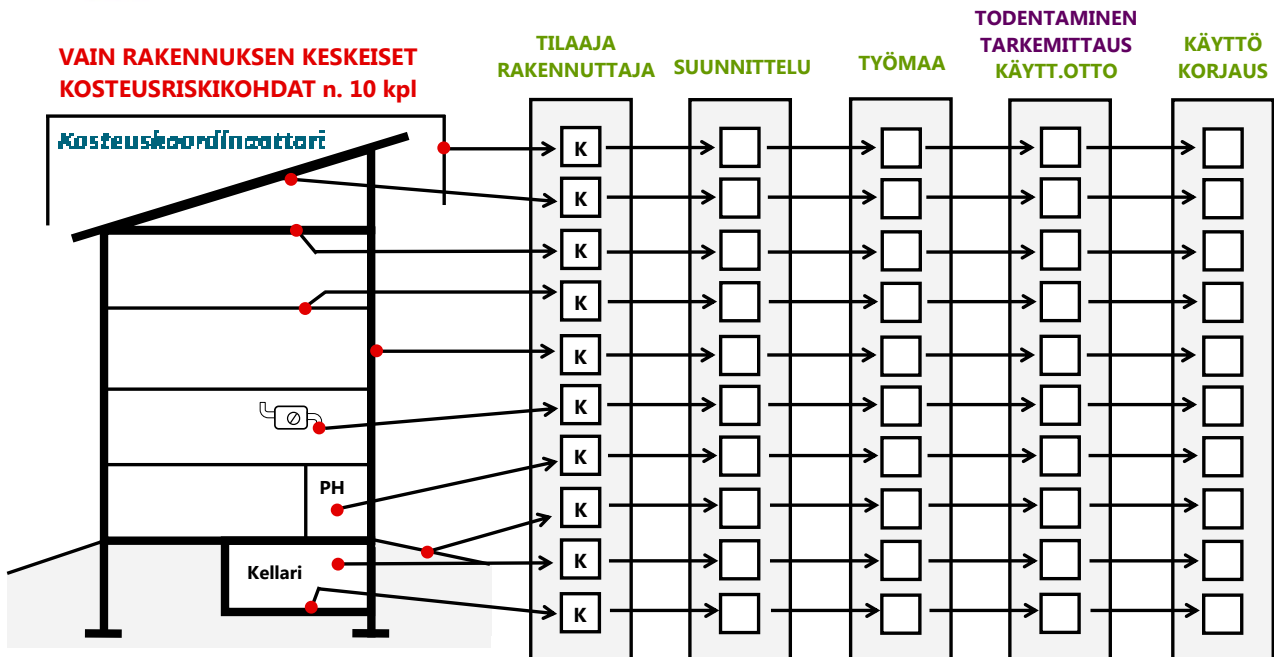 VAIN RAKENNUKSEN KESKEISET
KOSTEUSRISKIKOHDAT n. 10 kpl
Kosteuskoordinaattori
TILAAJA
RAKENNUTTAJA
SUUNNITTELU
TYÖMAA
TODENTAMINEN
TARKEMITTAUS
KÄYTT.OTTO
KÄYTTÖ
KORJAUS
K
K
K
K
K
K
K
K
K
K
PH
Kellari